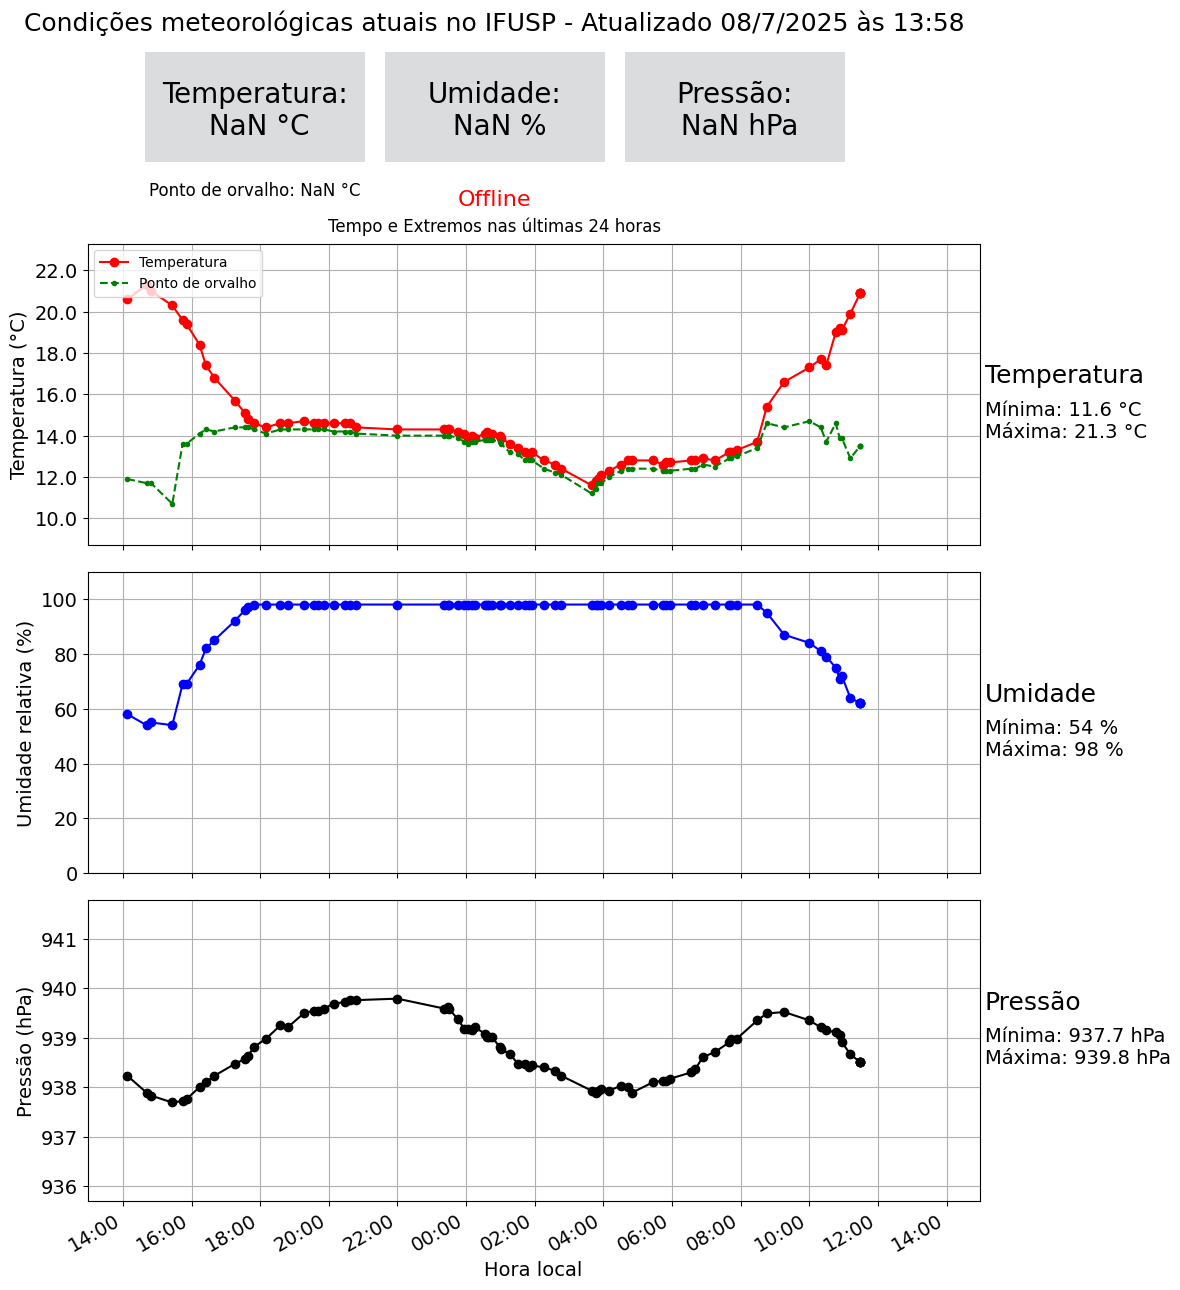 Condições meteorológicas atuais no IFUSP - Atualizado 08/7/2025 às 13:58
Temperatura:
NaN °C
Umidade:
NaN %
Pressão:
NaN hPa
Ponto de orvalho: NaN °C
Offline
Tempo e Extremos nas últimas 24 horas
Temperatura
Ponto de orvalho
Temperatura (°C)
22.0
20.0
18.0
16.0
14.0
12.0
10.0
Temperatura
Mínima: 11.6 °C
Máxima: 21.3 °C
Umidade relativa (%)
100
80
60
40
20
0
Umidade
Mínima: 54 %
Máxima: 98 %
Pressão (hPa)
941
940
939
938
937
936
Pressão
Mínima: 937.7 hPa
Máxima: 939.8 hPa
14:00 16:00 18:00 20:00 22:00 00:00 02:00 04:00 06:00 08:00 10:00 12:00 14:00
Hora local